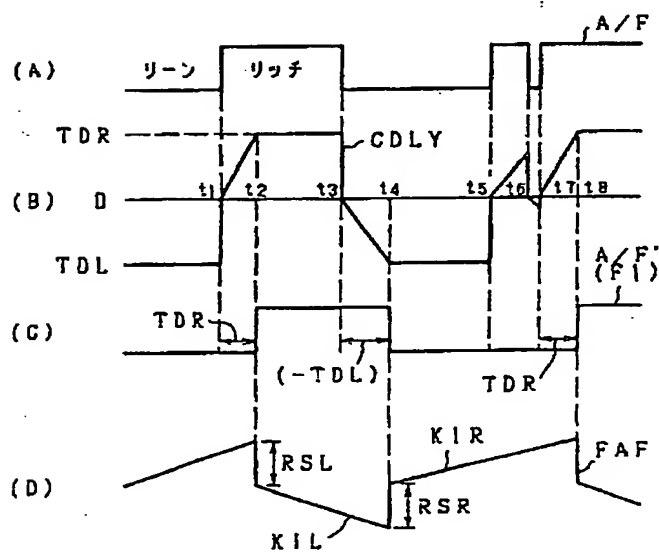 A/F
(A)
リーン
リッチ
TDR
CDLY
(B)
0
t1
t2
t3
t4
t5
t6
t7
t8
TDL
A/F'
(F1)
(C)
TDR
(-TDL)
TDR
(D)
RSL
KIL
KIR
RSR
FAF